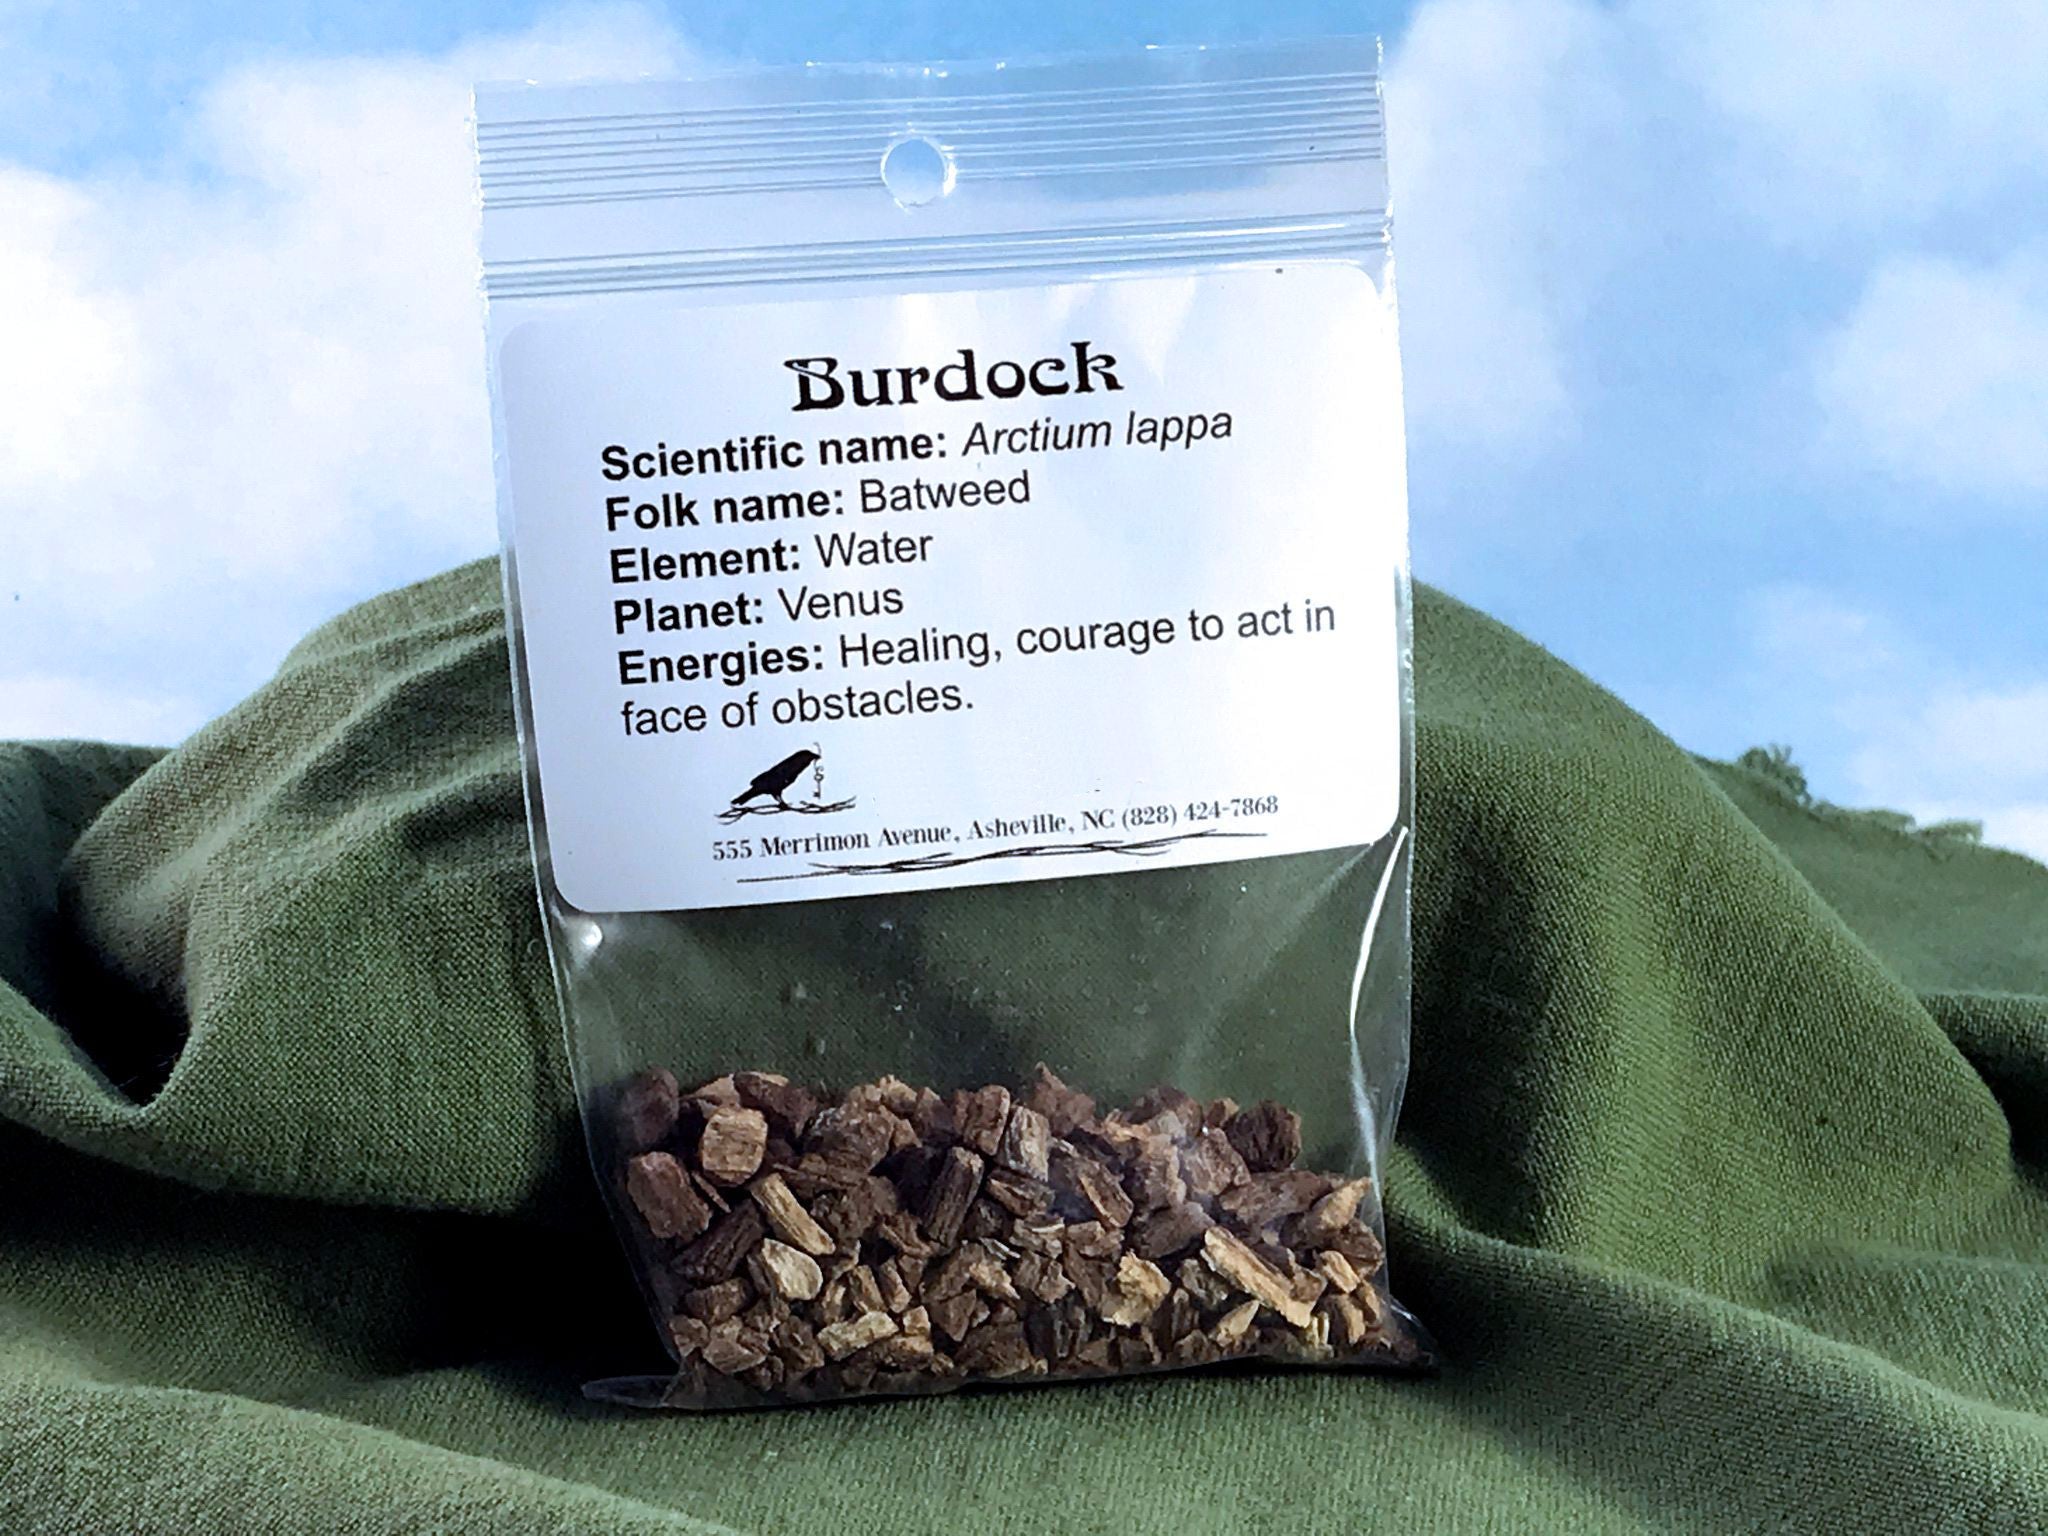 Burdock
Scientific name: Arctium lappa
Folk name: Batweed
Element: Water
Planet: Venus
Energies: Healing, courage to act in
face of obstacles.
555 Merrimon Avenue, Asheville, NC (828) 424-7868